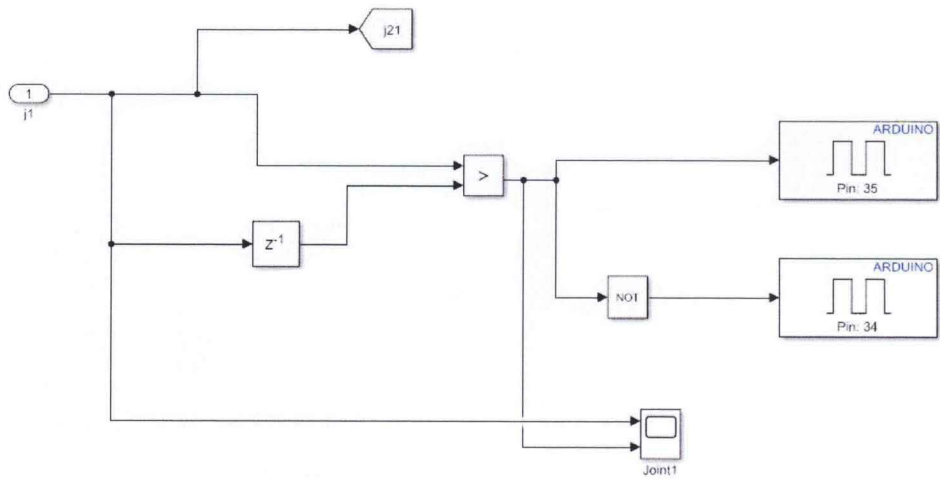 j21
1
j1
ARDUINO
Pin: 35
>
z-1
ARDUINO
NOT
Pin: 34
Joint1